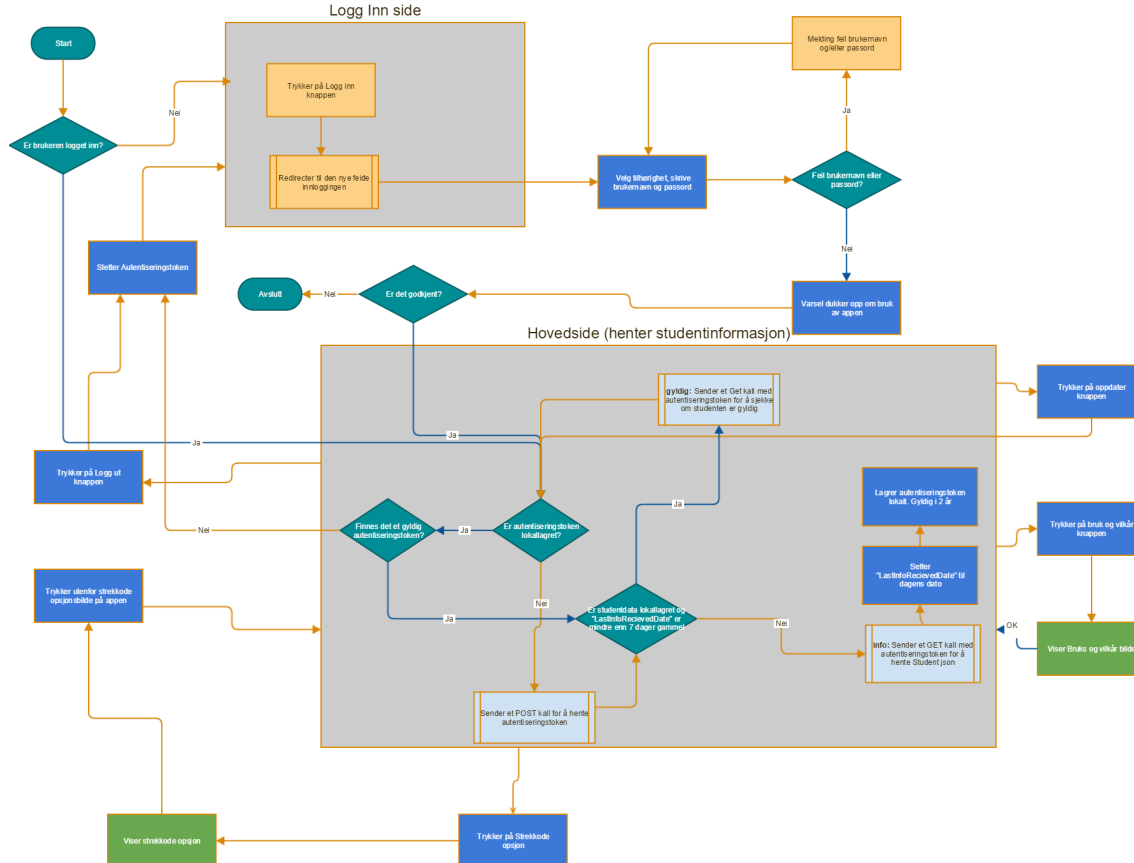 Logg Inn side
Start
Melding feil brukernavn
og/eller passord
Trykker på Logg inn
knappen
Nei
Ja
Er brukeren logget inn?
Redirecter til den nye feide
innloggingen
Velg tilhørighet, skrive
brukernavn og passord
Feil brukernavn eller
passord?
Nei
Sletter Autentiseringstoken
Avslutt
Nei
Er det godkjent?
Varsel dukker opp om bruk
av appen
Hovedside (henter studentinformasjon)
gyldig: Sender et Get kall med
autentiseringstoken for å sjekke
om studenten er gyldig
Trykker på oppdater
knappen
Ja
Ja
Trykker på Logg ut
knappen
Lagrer autentiseringstoken
lokalt. Gyldig i 2 år
Ja
Finnes det et gyldig
autentiseringstoken?
Ja
Er autentiseringstoken
lokallagret?
Nei
Trykker på bruk og vilkår
knappen
Setter
"LastInfoRecievedDate" til
dagens dato
Trykker utenfor strekkode
opsjonsbilde på appen
Nei
Ja
Er studentdata lokallagret og
"LastInfoRecievedDate" er
mindre enn 7 dager gammel
Nei
OK
info: Sender et GET kall med
autentiseringstoken for å
hente Student json
Viser Bruks og vilkår bilde
Sender et POST kall for å hente
autentiseringstoken
Viser strekkode opsjon
Trykker på Strekkode
opsjon